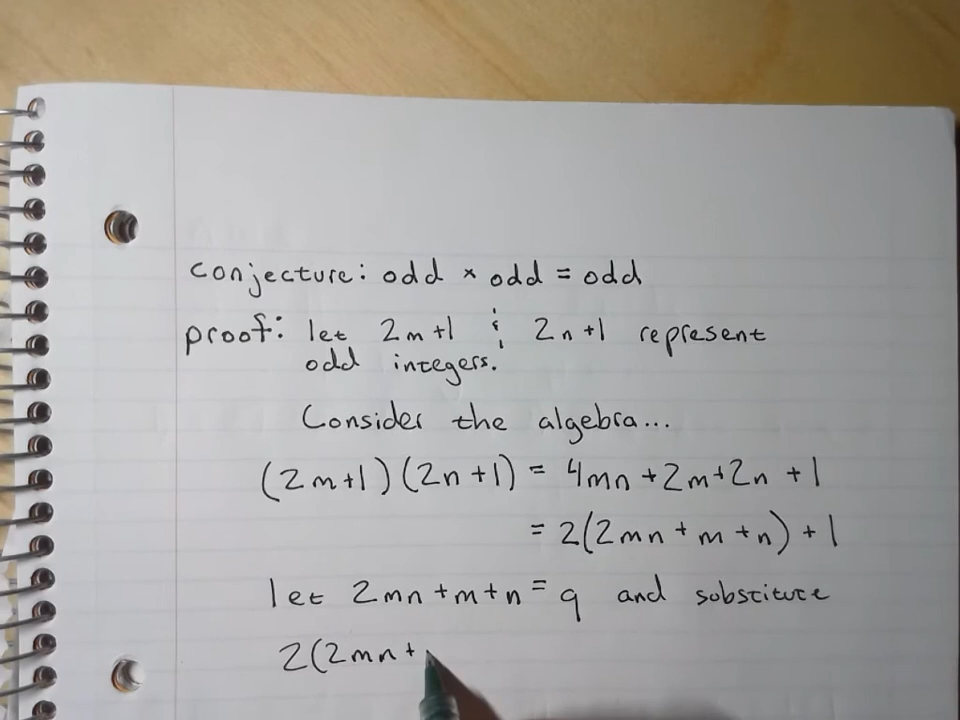 conjecture: odd × odd = odd
proof: let 2m+1 & 2n+1 represent
odd integers.
Consider the algebra...
(2m+1)(2n+1) = 4mn+2m+2n+1
= 2(2mn+m+n)+1
let 2mn+m+n = q and substitute
2(2mn+